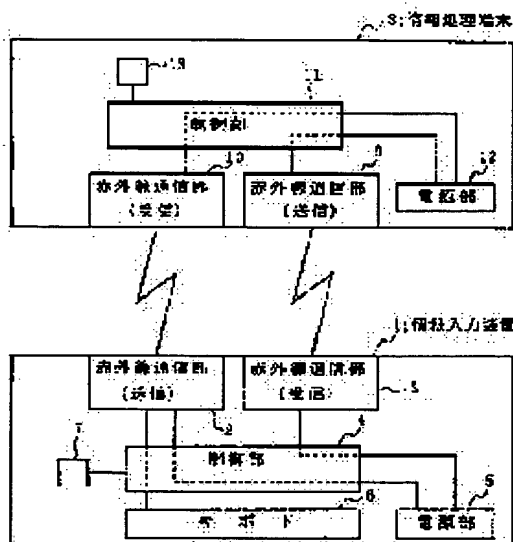 3;情報処理端末
13
11
制御部
10
9
12
赤外線通信部
(受信)
赤外線通信部
(送信)
電源部
1;情報入力装置
赤外線通信部
(送信)
赤外線通信部
(受信)
3
2
4
7
制御部
6
5
キーボード
電源部